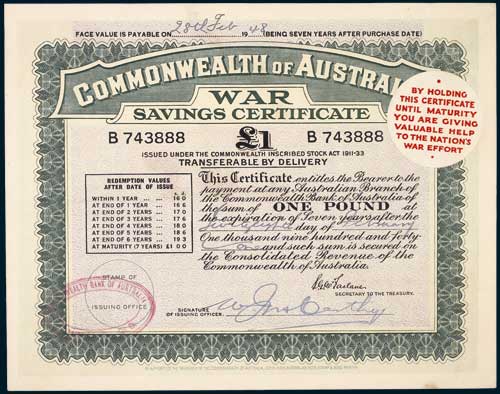 FACE VALUE IS PAYABLE ON 28th Feb 1948 (BEING SEVEN YEARS AFTER PURCHASE DATE)
COMMONWEALTH OF AUSTRAL
WAR
SAVINGS CERTIFICATE
BY HOLDING
THIS CERTIFICATE
UNTIL MATURITY
YOU ARE GIVING
VALUABLE HELP
TO THE NATION'S
WAR EFFORT
B 743888 £1 B 743888
ISSUED UNDER THE COMMONWEALTH INSCRIBED STOCK ACT 1911-33
TRANSFERABLE BY DELIVERY
REDEMPTION VALUES
AFTER DATE OF ISSUE
WITHIN 1 YEAR ... 16 0
AT END OF 1 YEAR ... 16 3
AT END OF 2 YEARS ... 17 0
AT END OF 3 YEARS ... 17 6
AT END OF 4 YEARS ... 18 0
AT END OF 5 YEARS ... 18 6
AT END OF 6 YEARS ... 19 3
AT MATURITY (7 YEARS) £1 0 0
This Certificate entitles the Bearer to the
payment at any Australian Branch of
the Commonwealth Bank of Australia of
the sum of ONE POUND at
the expiration of Seven years after the
day of February
One thousand nine hundred and forty
one and such sum is secured on
the Consolidated Revenue of the
Commonwealth of Australia.
SECRETARY TO THE TREASURY.
STAMP OF
ISSUING OFFICE
ALTH BANK OF AUSTRALIA
SIGNATURE
OF ISSUING OFFICER